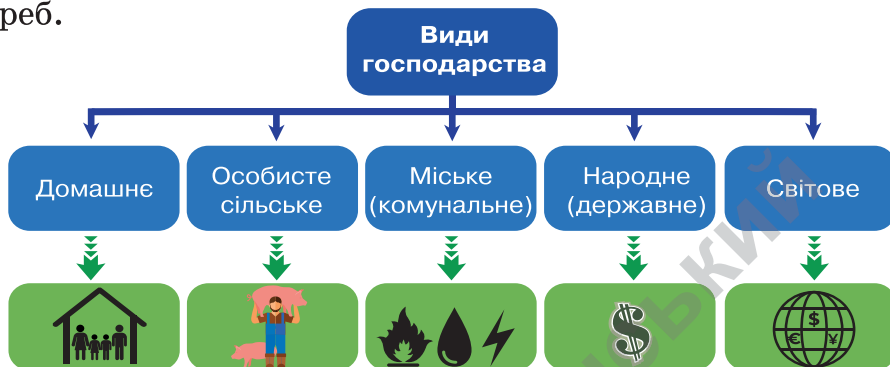 реб.
Види
господарства
Домашнє
Особисте
сільське
Міське
(комунальне)
Народне
(державне)
Світове
$
$
€ ¥